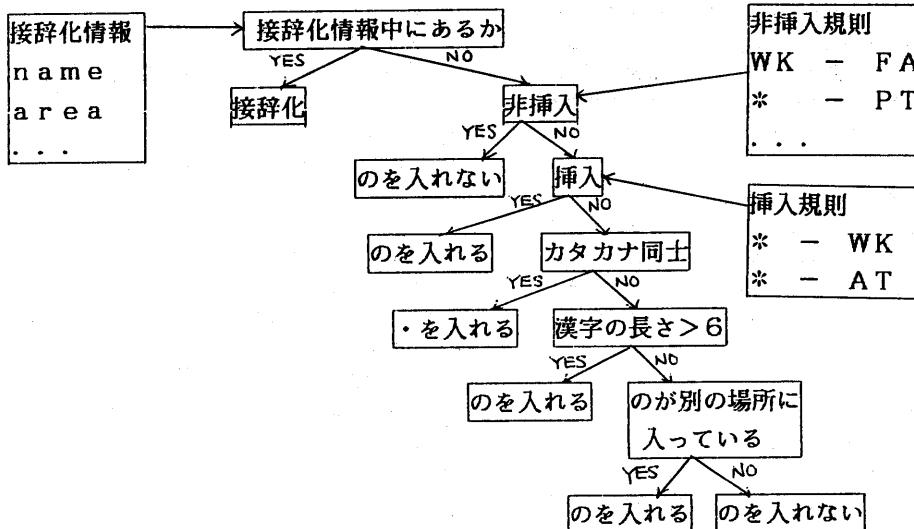 接辞化情報
name
area
...
接辞化情報中にあるか
YES
NO
接辞化
非挿入
非挿入規則
WK － FA
＊ － PT
...
YES
NO
のを入れない
挿入
挿入規則
＊ － WK
＊ － AT
YES
NO
のを入れる
カタカナ同士
YES
NO
・を入れる
漢字の長さ＞6
YES
NO
のを入れる
のが別の場所に
入っている
YES
NO
のを入れる
のを入れない